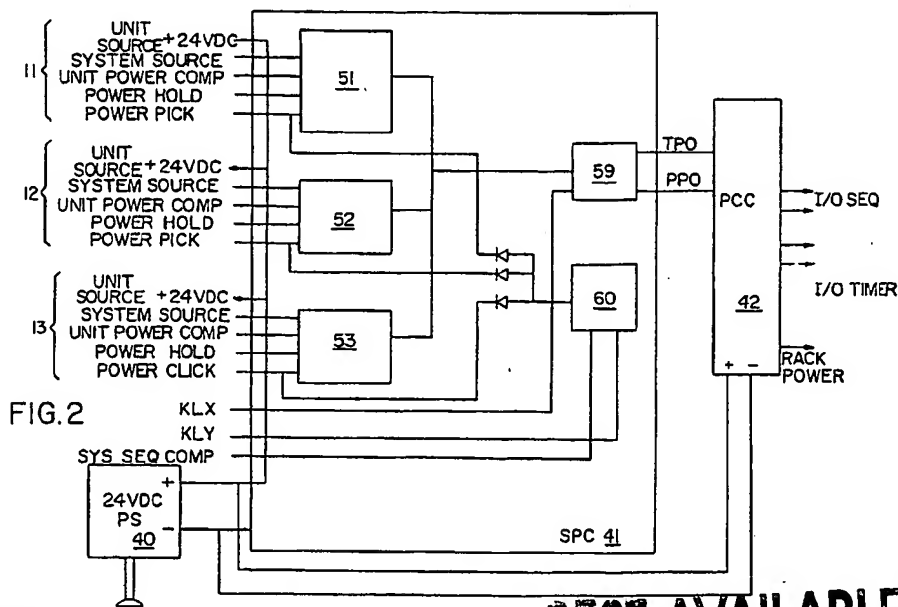 UNIT
SOURCE +24VDC
SYSTEM SOURCE
UNIT POWER COMP
POWER HOLD
POWER PICK
11
UNIT
SOURCE +24VDC
SYSTEM SOURCE
UNIT POWER COMP
POWER HOLD
POWER PICK
12
UNIT
SOURCE +24VDC
SYSTEM SOURCE
UNIT POWER COMP
POWER HOLD
POWER CLICK
13
FIG.2
KLX
KLY
SYS SEQ COMP
+
24VDC
PS
-
40
51
52
53
59
60
TPO
PPO
PCC
42
+ -
I/O SEQ
I/O TIMER
RACK
POWER
SPC 41
AVAILABLE